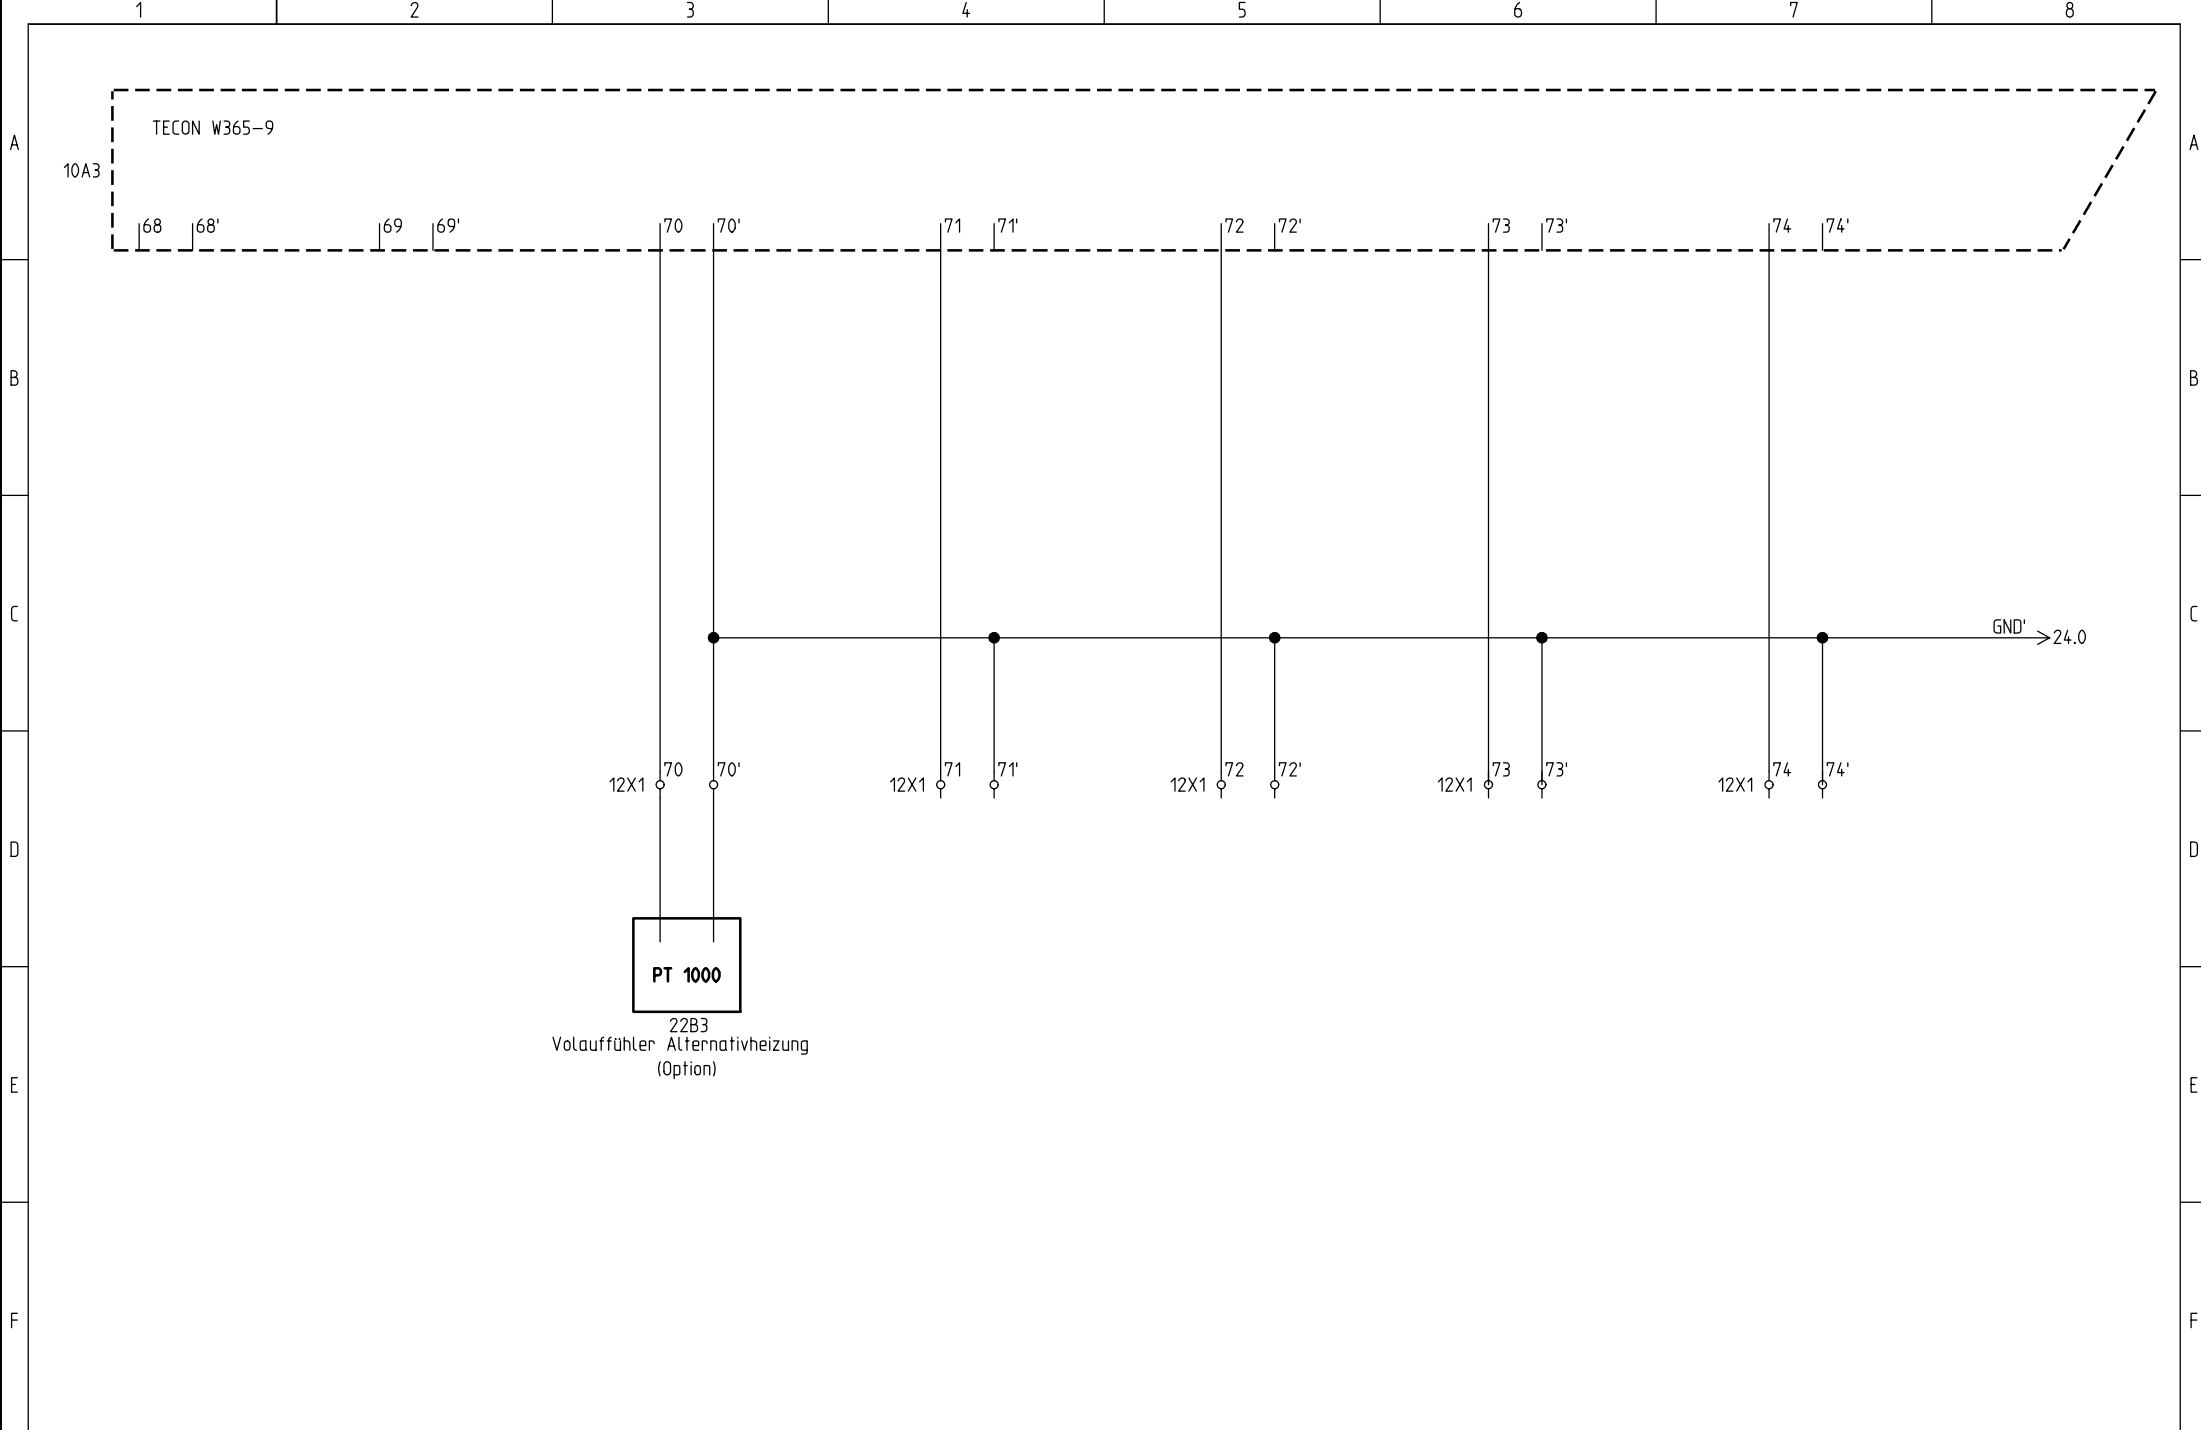 1 2 3 4 5 6 7 8
TECON W365-9
A A
10A3
68 68' 69 69' 70 70' 71 71' 72 72' 73 73' 74 74'
B B
C C
GND'
24.0
70 70' 71 71' 72 72' 73 73' 74 74'
12X1 12X1 12X1 12X1 12X1
D D
PT 1000
22B3
Volauffühler Alternativheizung
(Option)
E E
F F